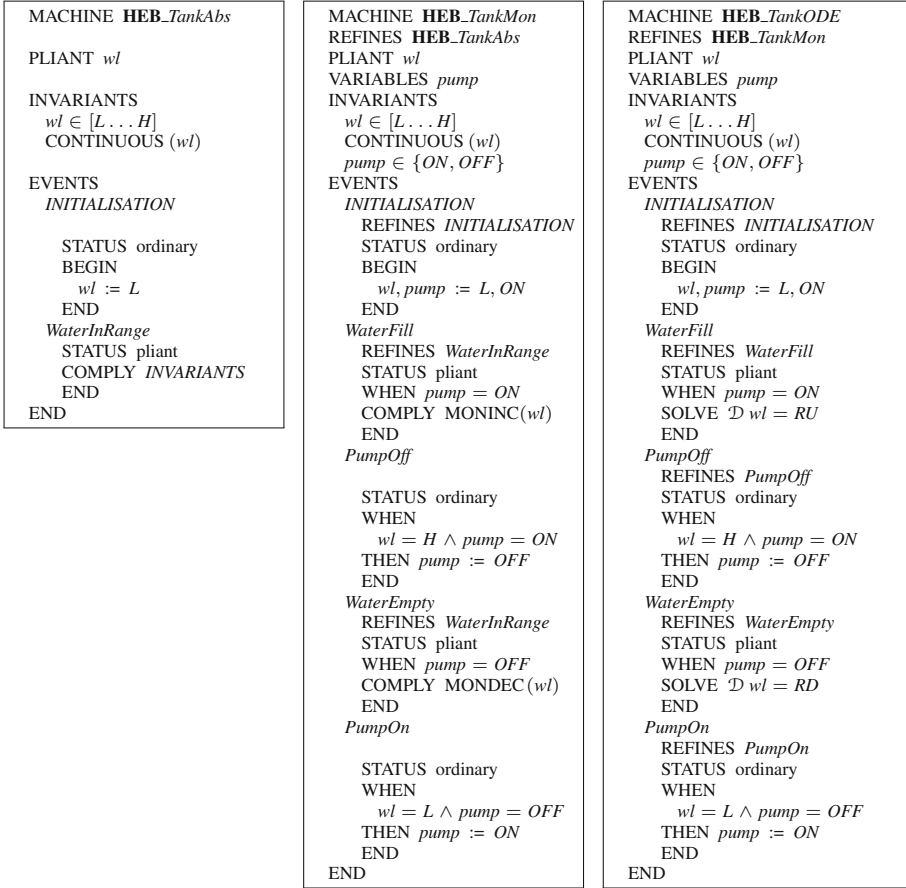 MACHINE HEB_TankAbs
PLIANT wl
INVARIANTS
wl ∈ [L . . . H]
CONTINUOUS (wl)
EVENTS
INITIALISATION
STATUS ordinary
BEGIN
wl := L
END
WaterInRange
STATUS pliant
COMPLY INVARIANTS
END
END
MACHINE HEB_TankMon
REFINES HEB_TankAbs
PLIANT wl
VARIABLES pump
INVARIANTS
wl ∈ [L . . . H]
CONTINUOUS (wl)
pump ∈ {ON, OFF}
EVENTS
INITIALISATION
REFINES INITIALISATION
STATUS ordinary
BEGIN
wl, pump := L, ON
END
WaterFill
REFINES WaterInRange
STATUS pliant
WHEN pump = ON
COMPLY MONINC(wl)
END
PumpOff
STATUS ordinary
WHEN
wl = H ∧ pump = ON
THEN pump := OFF
END
WaterEmpty
REFINES WaterInRange
STATUS pliant
WHEN pump = OFF
COMPLY MONDEC(wl)
END
PumpOn
STATUS ordinary
WHEN
wl = L ∧ pump = OFF
THEN pump := ON
END
END
MACHINE HEB_TankODE
REFINES HEB_TankMon
PLIANT wl
VARIABLES pump
INVARIANTS
wl ∈ [L . . . H]
CONTINUOUS (wl)
pump ∈ {ON, OFF}
EVENTS
INITIALISATION
REFINES INITIALISATION
STATUS ordinary
BEGIN
wl, pump := L, ON
END
WaterFill
REFINES WaterFill
STATUS pliant
WHEN pump = ON
SOLVE 𝒟 wl = RU
END
PumpOff
REFINES PumpOff
STATUS ordinary
WHEN
wl = H ∧ pump = ON
THEN pump := OFF
END
WaterEmpty
REFINES WaterEmpty
STATUS pliant
WHEN pump = OFF
SOLVE 𝒟 wl = RD
END
PumpOn
REFINES PumpOn
STATUS ordinary
WHEN
wl = L ∧ pump = OFF
THEN pump := ON
END
END